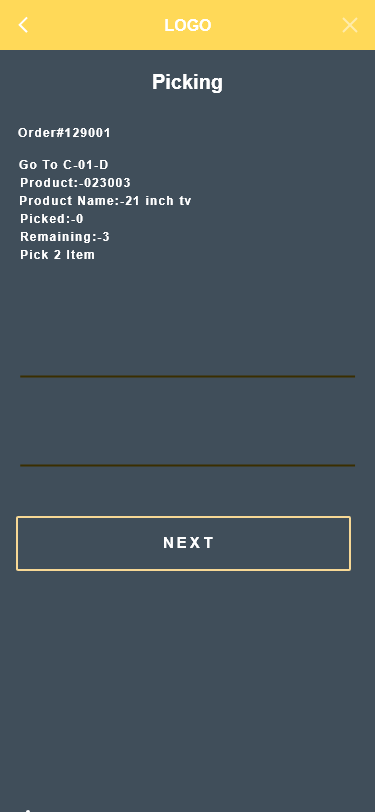 LOGO
Picking
Order#129001
Go To C-01-D
Product:-023003
Product Name:-21 inch tv
Picked:-0
Remaining:-3
Pick 2 Item
NEXT